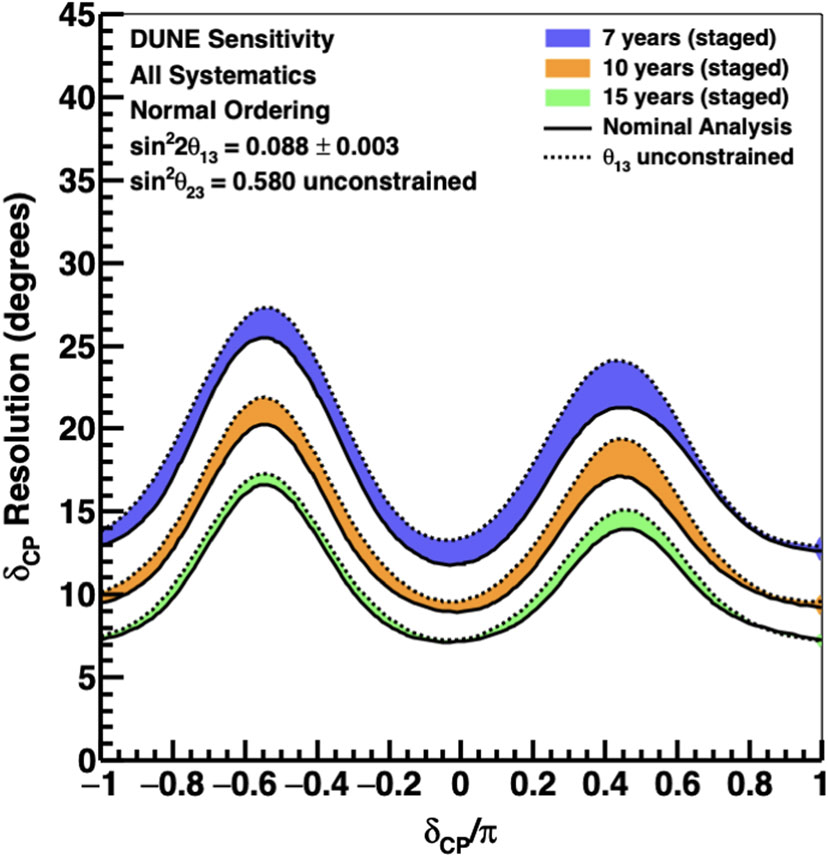 DUNE Sensitivity
All Systematics
Normal Ordering
sin²2θ₁₃ = 0.088 ± 0.003
sin²θ₂₃ = 0.580 unconstrained
7 years (staged)
10 years (staged)
15 years (staged)
Nominal Analysis
θ₁₃ unconstrained
δCP Resolution (degrees)
45
40
35
30
25
20
15
10
5
0
−1 −0.8 −0.6 −0.4 −0.2 0 0.2 0.4 0.6 0.8 1
δCP/π